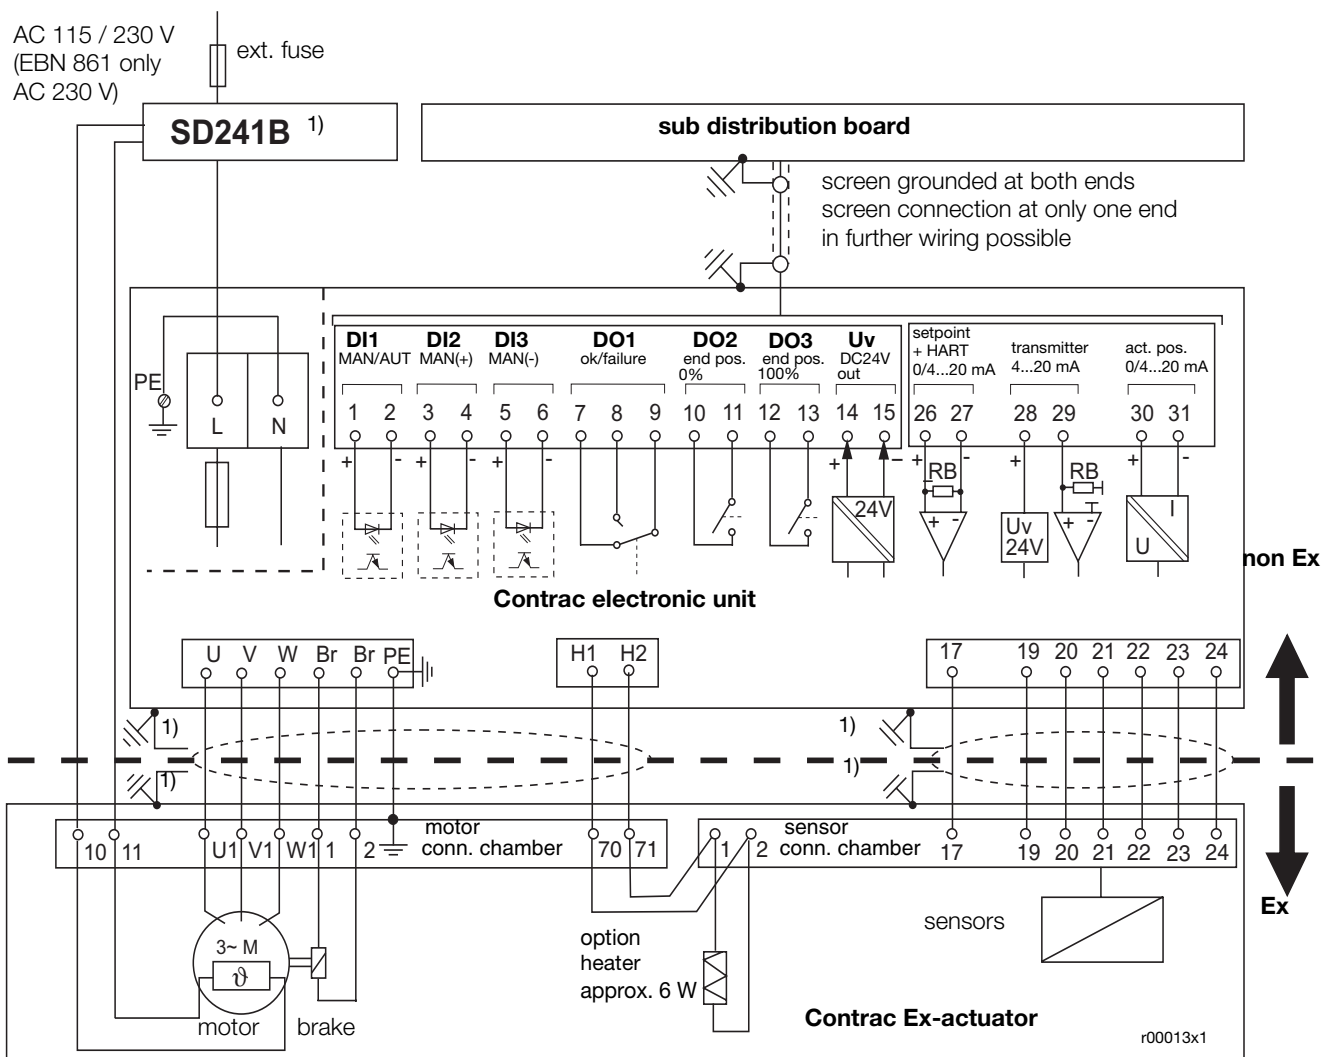 AC 115 / 230 V
(EBN 861 only
AC 230 V)
ext. fuse
SD241B 1)
sub distribution board
screen grounded at both ends
screen connection at only one end
in further wiring possible
DI1 DI2 DI3 DO1 DO2 DO3 Uv
MAN/AUT MAN(+) MAN(-) ok/failure end pos. 0% end pos. 100% DC24V out
setpoint
+ HART
0/4...20 mA
transmitter
4...20 mA
act. pos.
0/4...20 mA
PE
L N
1 2 3 4 5 6 7 8 9 10 11 12 13 14 15 26 27 28 29 30 31
+ - + - + - + - + - + + -
RB RB
24V
+ -
Uv
24V
+ -
I
U
non Ex
Contrac electronic unit
U V W Br Br PE
H1 H2
17 19 20 21 22 23 24
1) 1)
1) 1)
10 11 U1 V1 W1 1 2
motor
conn. chamber
70 71
1 2
sensor
conn. chamber
17 19 20 21 22 23 24
Ex
3~ M
ϑ
motor brake
option
heater
approx. 6 W
sensors
Contrac Ex-actuator
r00013x1